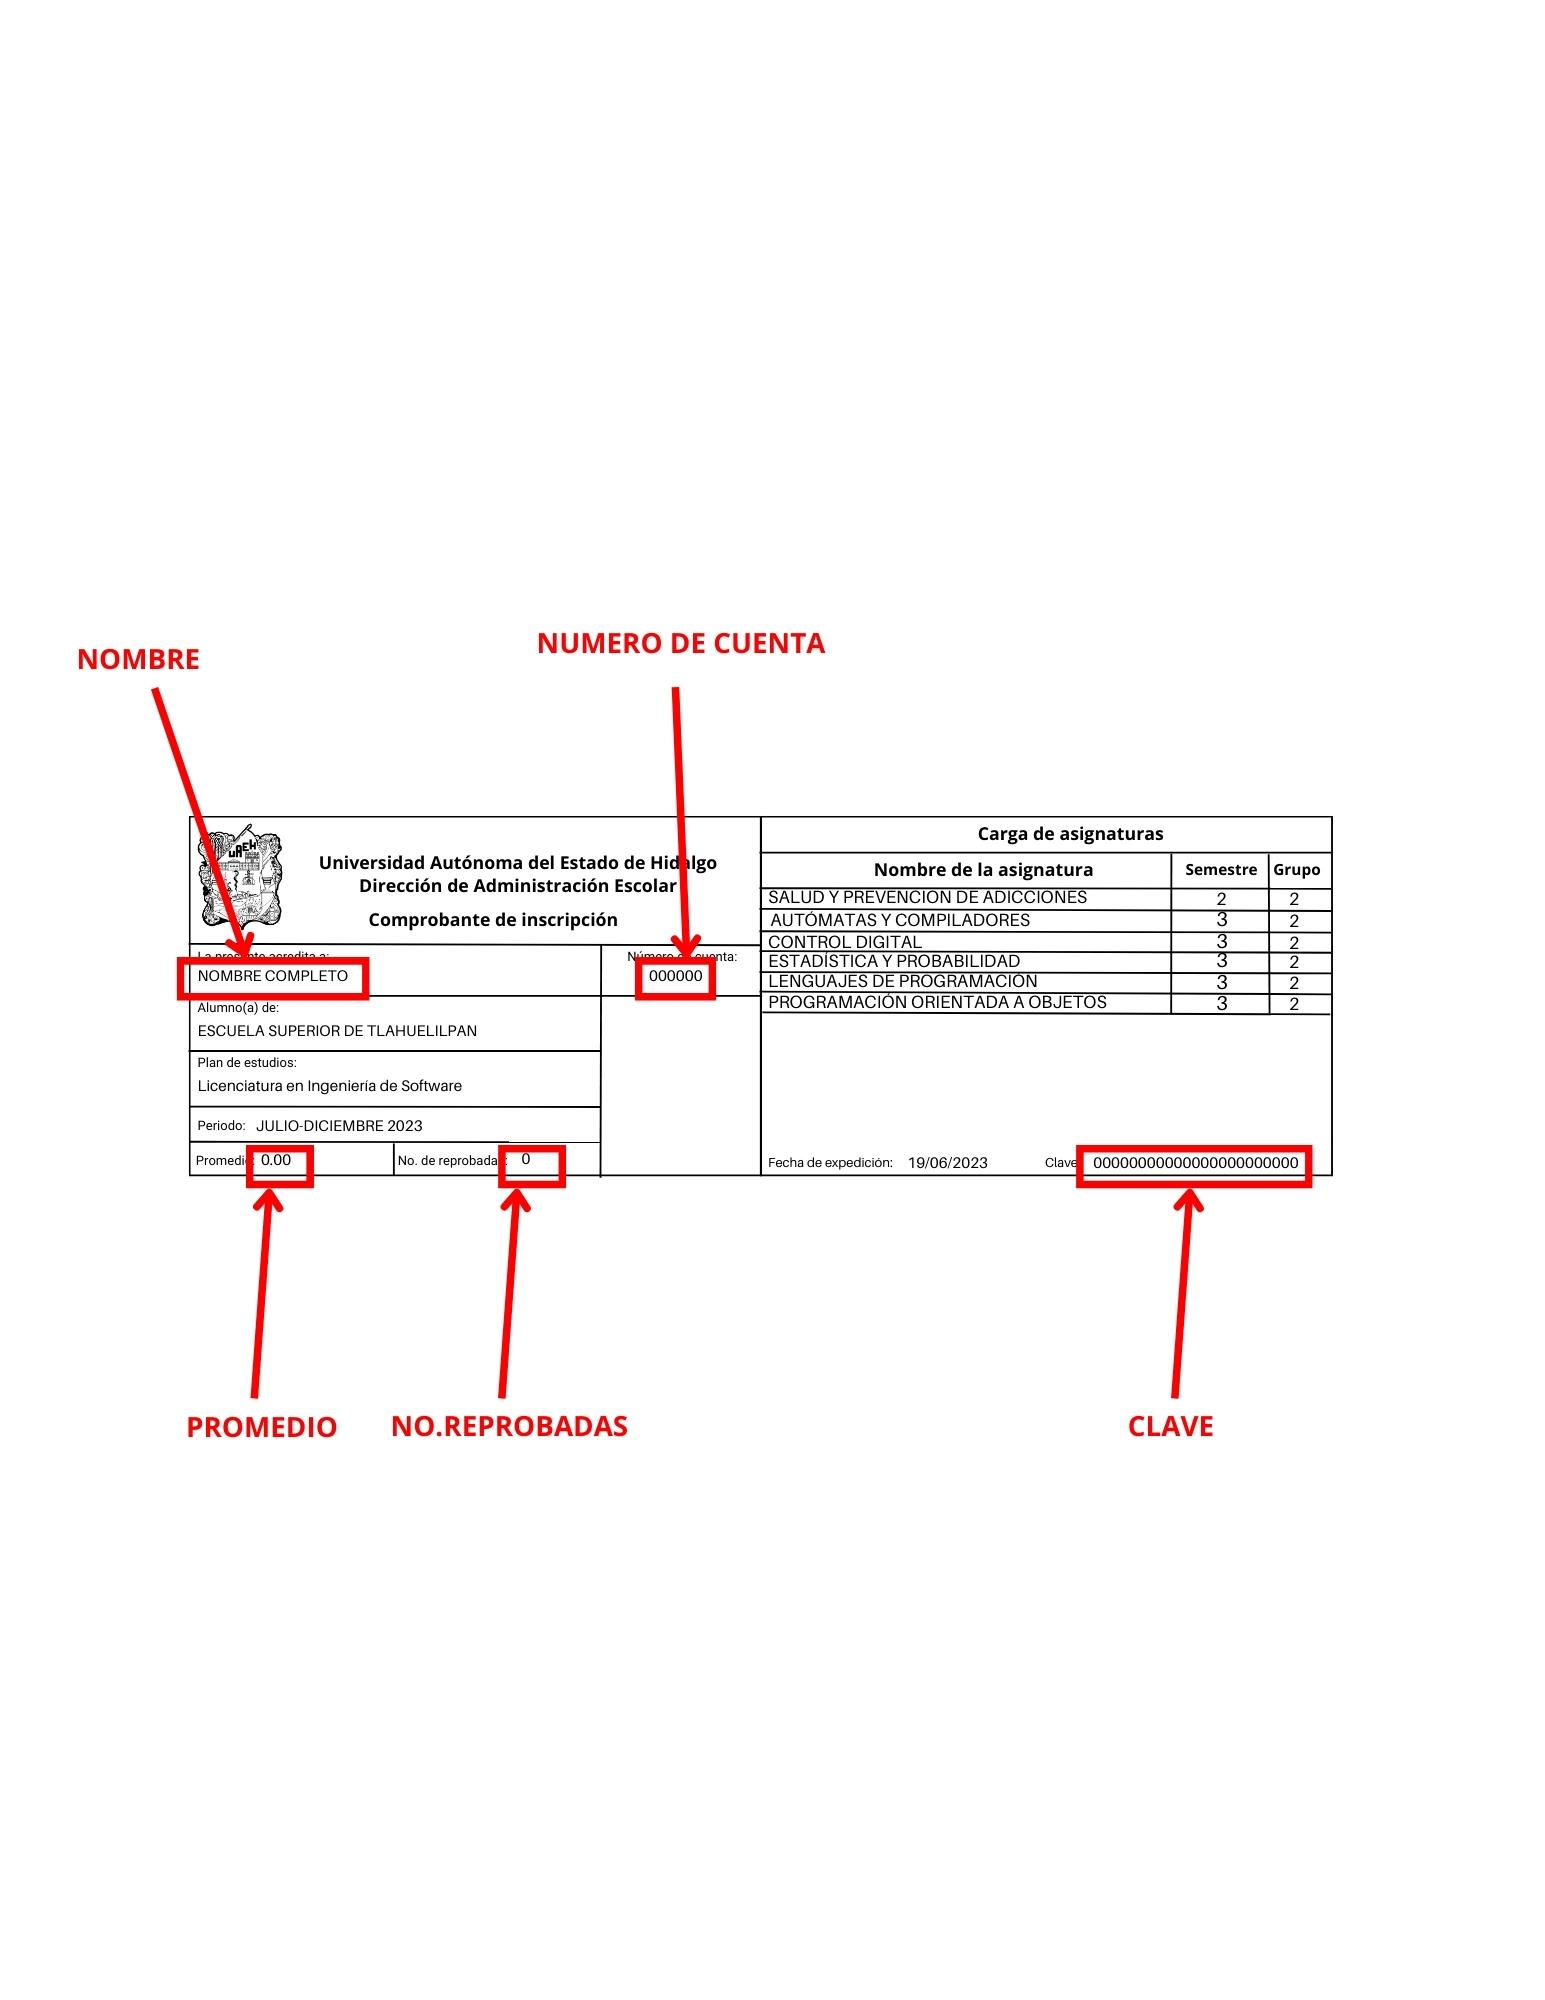 NOMBRE
NUMERO DE CUENTA
UAEH
Universidad Autónoma del Estado de Hidalgo
Dirección de Administración Escolar
Comprobante de inscripción
La presente acredita a:
NOMBRE COMPLETO
Número de cuenta:
000000
Alumno(a) de:
ESCUELA SUPERIOR DE TLAHUELILPAN
Plan de estudios:
Licenciatura en Ingeniería de Software
Periodo: JULIO-DICIEMBRE 2023
Promedio: 0.00 No. de reprobadas: 0
Carga de asignaturas
Nombre de la asignatura Semestre Grupo
SALUD Y PREVENCION DE ADICCIONES 2 2
AUTÓMATAS Y COMPILADORES 3 2
CONTROL DIGITAL 3 2
ESTADÍSTICA Y PROBABILIDAD 3 2
LENGUAJES DE PROGRAMACIÓN 3 2
PROGRAMACIÓN ORIENTADA A OBJETOS 3 2
Fecha de expedición: 19/06/2023 Clave 00000000000000000000000
PROMEDIO
NO.REPROBADAS
CLAVE